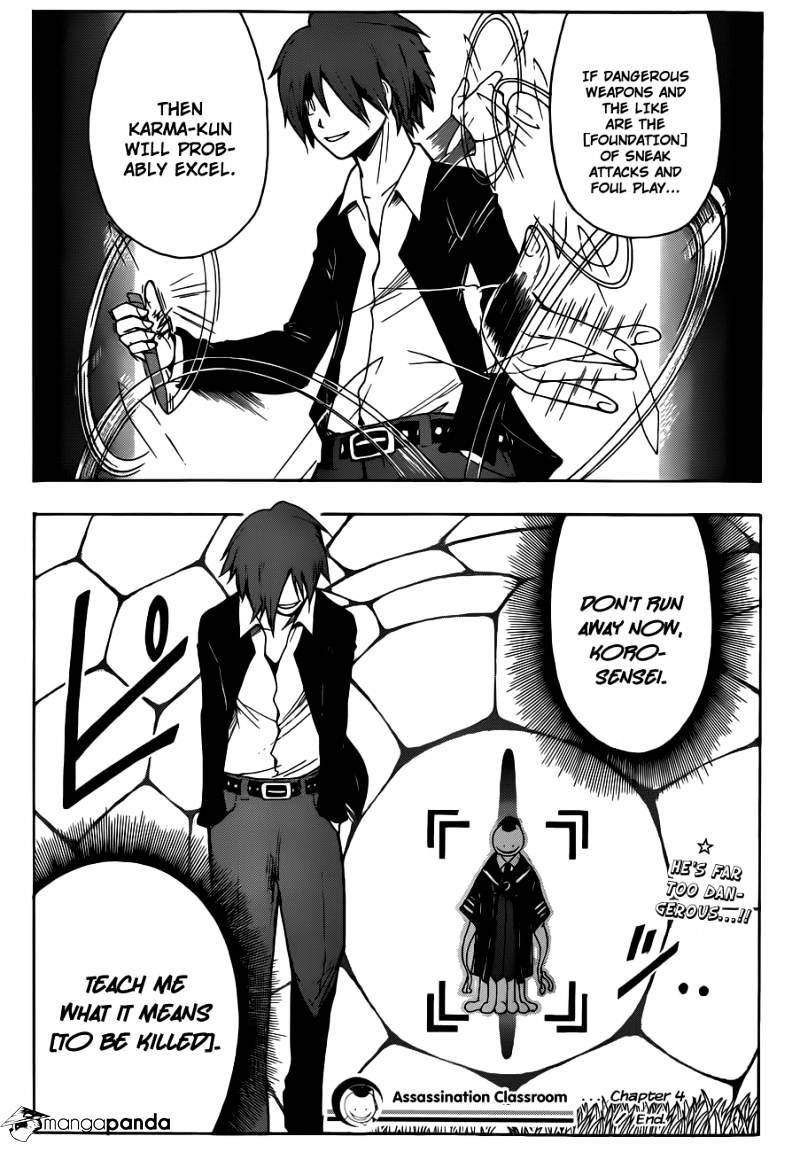 IF DANGEROUS
WEAPONS AND
THE LIKE
ARE THE
[FOUNDATION]
OF SNEAK
ATTACKS AND
FOUL PLAY...
THEN
KARMA-KUN
WILL PROB-
ABLY EXCEL.
DON'T RUN
AWAY NOW,
KORO-
SENSEI.
ピ
☆
HE'S FAR
TOO DAN-
GEROUS...!!
ッ..
TEACH ME
WHAT IT MEANS
[TO BE KILLED].
Assassination Classroom .... Chapter 4
End.
mangapanda